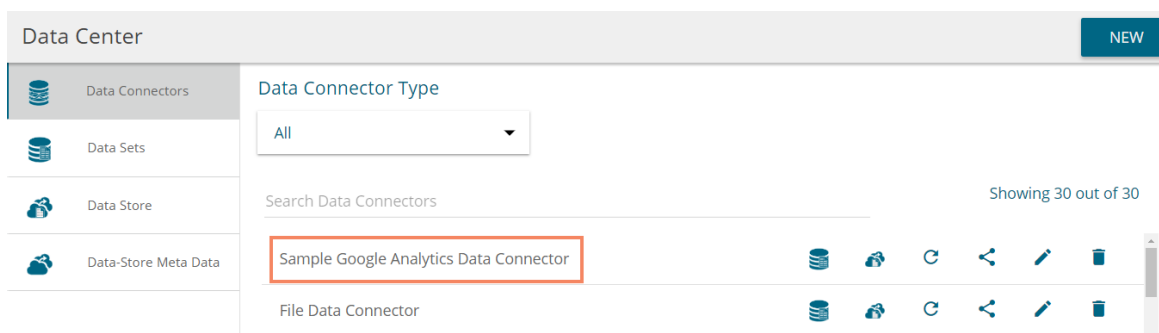 Data Center
NEW
Data Connectors
Data Sets
Data Store
Data-Store Meta Data
Data Connector Type
All
Search Data Connectors
Showing 30 out of 30
Sample Google Analytics Data Connector
File Data Connector